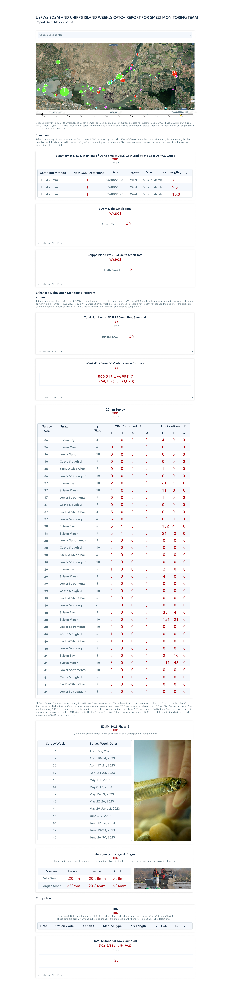 USFWS EDSM AND CHIPPS ISLAND WEEKLY CATCH REPORT FOR SMELT MONITORING TEAM
Report Date: May 22, 2023
Choose Species Map
Set Time
Feb 22, 2024 6:00PM
Maps Spatially Display Delta Smelt (a) and Longfin Smelt (b) catch by station as of current processing levels for EDSM 2023 Phase 2 20mm trawls from
survey week 41 (5/8-5/12/2023). Delta Smelt catch is differentiated between primary and confirmed ID status. Sites with no Delta Smelt or Longfin Smelt
catch are indicated with squares.
Summary
Table 1. Summary of new detections of Delta Smelt (DSM) captured by the Lodi USFWS Office since the last Smelt Monitoring Team meeting. Further
detail on each fish is included in the following tables depending on capture date. Fish that are crossed out are previously reported fish that are no
longer identified as DSM.
Summary of New Detections of Delta Smelt (DSM) Captured by the Lodi USFWS Office
TBD
Table 1
Sampling Method New DSM Detections Date Region Stratum Fork Length (mm)
EDSM 20mm 1 05/08/2023 West Suisun Marsh 7.1
EDSM 20mm 1 05/08/2023 West Suisun Marsh 9.5
EDSM 20mm 1 05/08/2023 West Suisun Marsh 10.0
EDSM Delta Smelt Total
WY2023
Delta Smelt 40
Data Collected: 2024-01-26
Chipps Island WY2023 Delta Smelt Total
WY2023
Delta Smelt 2
Data Collected: 2024-01-26
Enhanced Delta Smelt Monitoring Program
20mm
Table 2. Summary of all Delta Smelt (DSM) and Longfin Smelt (LFS) catch data from EDSM Phase 2 (20mm larval surface trawling) by week and life stage
or mark type (L=larvae, J=juvenile, A=adult, M=marked). Survey week dates are defined in Table 3, fork length ranges used to designate life stage are
defined in Table 4. Please see the EDSM daily report for fork length ranges and detailed sample data.
Total Number of EDSM 20mm Sites Sampled
TBD
Table 2
EDSM 20mm 40
Data Collected: 2024-01-26
Week 41 20mm DSM Abundance Estimate
TBD
599,217 with 95% CI
(64,737; 2,380,828)
Data Collected: 2024-01-26
20mm Survey
TBD
Table 2
Survey Week Stratum # Sites DSM Confirmed ID LFS Confirmed ID
L J A M L J A
36 Suisun Bay 5 1 0 0 0 4 0 0
36 Suisun Marsh 5 0 0 0 0 0 3 0
36 Lower Sacram 10 0 0 0 0 0 0 0
36 Cache Slough LI 5 0 0 0 0 0 0 0
36 Sac DW Ship Chan 5 0 0 0 0 1 0 0
36 Lower San Joaquin 10 0 0 0 0 0 0 0
37 Suisun Bay 10 2 0 0 0 61 1 0
37 Suisun Marsh 10 1 0 0 0 11 0 0
37 Lower Sacramento 5 0 0 0 0 1 0 0
37 Cache Slough LI 5 0 0 0 0 0 0 0
37 Sac DW Ship Chan 5 5 0 0 0 0 0 0
37 Lower San Joaquin 5 5 0 0 0 0 0 0
38 Suisun Bay 5 5 1 0 0 132 4 0
38 Suisun Marsh 5 5 1 0 0 26 0 0
38 Lower Sacramento 5 0 0 0 0 0 0 0
38 Cache Slough LI 10 0 0 0 0 0 0 0
38 Sac DW Ship Chan 5 0 0 0 0 0 0 0
38 Lower San Joaquin 10 0 0 0 0 0 0 0
39 Suisun Bay 5 1 0 0 0 2 0 0
39 Suisun Marsh 5 0 0 0 0 4 0 0
39 Lower Sacramento 5 0 0 0 0 0 0 0
39 Cache Slough LI 10 0 0 0 0 0 0 0
39 Sac DW Ship Chan 5 0 0 0 0 0 0 0
39 Lower San Joaquin 6 0 0 0 0 0 0 0
40 Suisun Bay 5 0 0 0 0 35 4 0
40 Suisun Marsh 10 0 0 0 0 156 21 0
40 Lower Sacramento 10 0 0 0 0 0 0 0
40 Cache Slough LI 5 1 0 0 0 0 0 0
40 Sac DW Ship Chan 5 1 0 0 0 0 0 0
40 Lower San Joaquin 5 0 0 0 0 0 0 0
41 Suisun Bay 5 0 0 0 0 2 10 0
41 Suisun Marsh 10 3 0 0 0 111 46 0
41 Lower Sacramento 10 0 0 0 0 0 0 0
41 Cache Slough LI 5 0 0 0 0 0 0 0
41 Sac DW Ship Chan 5 0 0 0 0 0 0 0
41 Lower San Joaquin 5 0 0 0 0 0 0 0
All Delta Smelt <35mm collected during EDSM Phase 2 are preserved in 10% buffered formalin and returned to the Lodi FWO lab for lab identifica-
tion. Unmarked Delta Smelt ≥35mm captured when tow temperatures are below 17°C are transferred alive to the UC Davis Fish Conservation and Cul-
ture Laboratory (FCCL) to contribute to Delta Smelt broodstock If tow temperatures are above 17°C, unmarked DSM (>35mm) are flash frozen in liquid
nitrogen and transferred to the UC Davis Aquatic Health Program (UCD AHP) for processing. All marked DSM are flash frozen in liquid nitrogen and
transferred to UC Davis for processing.
EDSM 2023 Phase 2
TBD
(20mm larval surface trawling) week numbers and corresponding sample dates
Survey Week Survey Week Dates
36 April 3–7, 2023
37 April 10–14, 2023
38 April 17–21, 2023
39 April 24–28, 2023
40 May 1–5, 2023
41 May 8–12, 2023
42 May 15–19, 2023
43 May 22–26, 2023
44 May 29–June 2, 2023
45 June 5–9, 2023
46 June 12–16, 2023
47 June 19–23, 2023
48 June 26–30, 2023
Interagency Ecological Program
TBD
Fork length ranges for life stages of Delta Smelt and Longfin Smelt as defined by the Interagency Ecological Program.
Species Larvae Juvenile Adult
Delta Smelt <20mm 20-58mm >58mm
Longfin Smelt <20mm 20-84mm >84mm
Chipps Island
TBD
TBD
Delta Smelt (DSM) and Longfin Smelt (LFS) catch in Chipps Island midwater trawls from 5/15, 5/18, and 5/19/23.
These data are preliminary and subject to change. If the table is blank, there were no DSM or LFS detections.
Date Station Code Species Marked Type Fork Length Total Catch Disposition
Total Number of Tows Sampled
5/26,5/18 and 5/19/23
Table 5
30
Data Collected: 2024-01-26